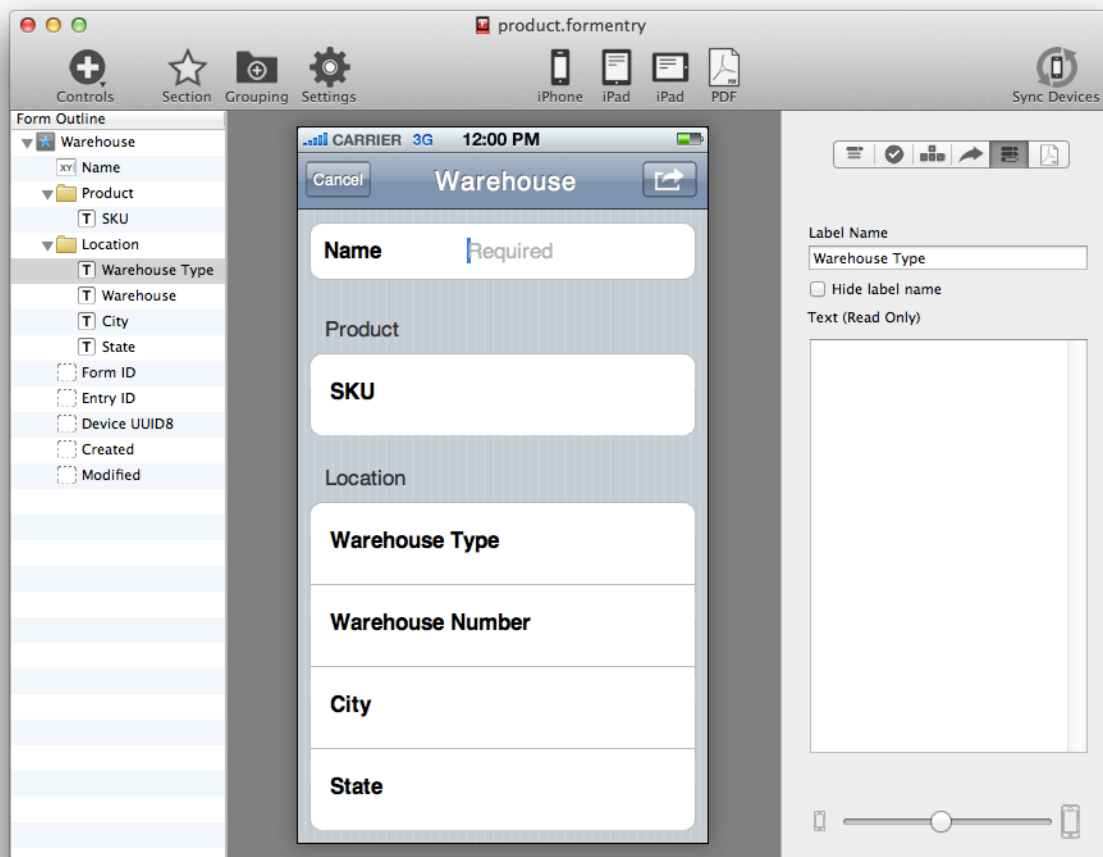 product.formentry
Controls
Section
Grouping
Settings
iPhone
iPad
iPad
PDF
Sync Devices
Form Outline
Warehouse
XY Name
Product
T SKU
Location
T Warehouse Type
T Warehouse
T City
T State
Form ID
Entry ID
Device UUID8
Created
Modified
CARRIER 3G 12:00 PM
Cancel Warehouse
Name Required
Product
SKU
Location
Warehouse Type
Warehouse Number
City
State
Label Name
Warehouse Type
Hide label name
Text (Read Only)